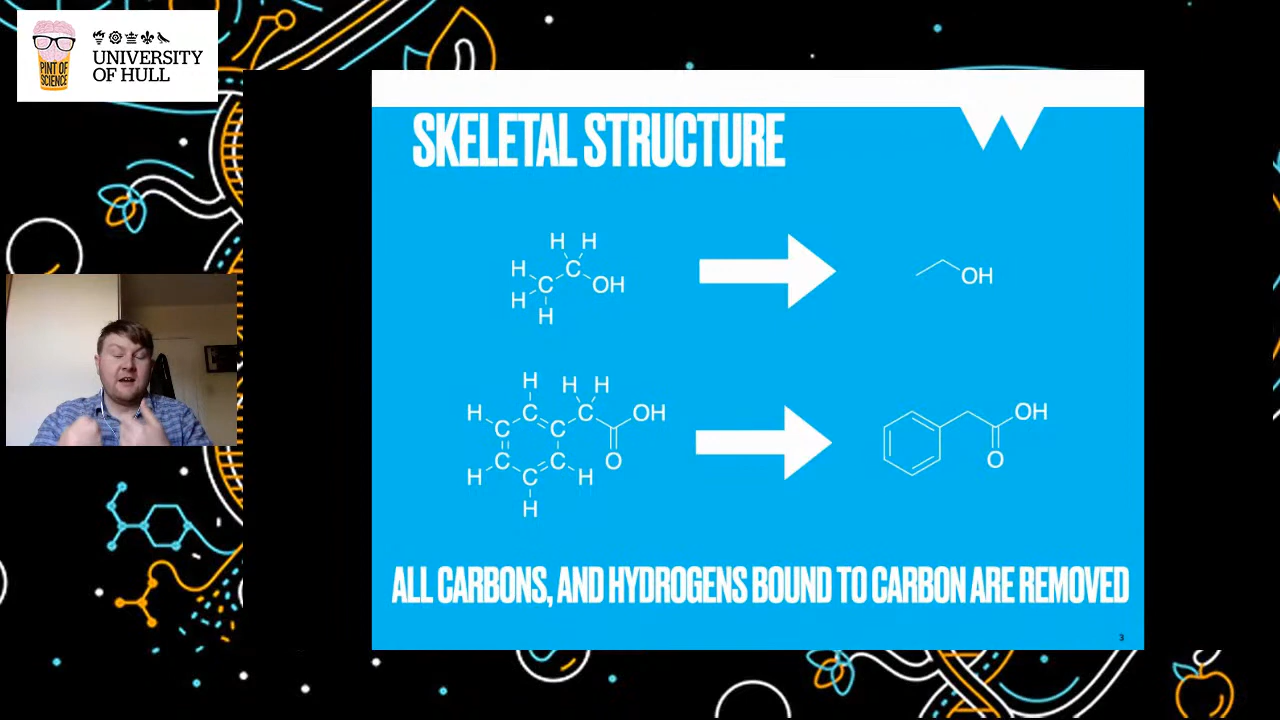 PINT OF
SCIENCE
UNIVERSITY
OF HULL
SKELETAL STRUCTURE
H H
H C
H C OH
H
OH
H
H H
H C C OH
C C
C C O
H C H
H
OH
O
ALL CARBONS, AND HYDROGENS BOUND TO CARBON ARE REMOVED
3